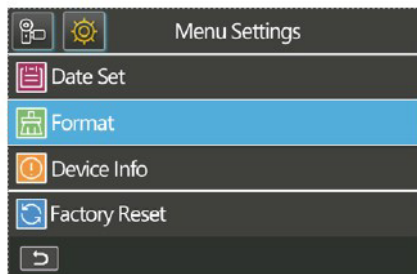 Menu Settings
Date Set
Format
Device Info
Factory Reset